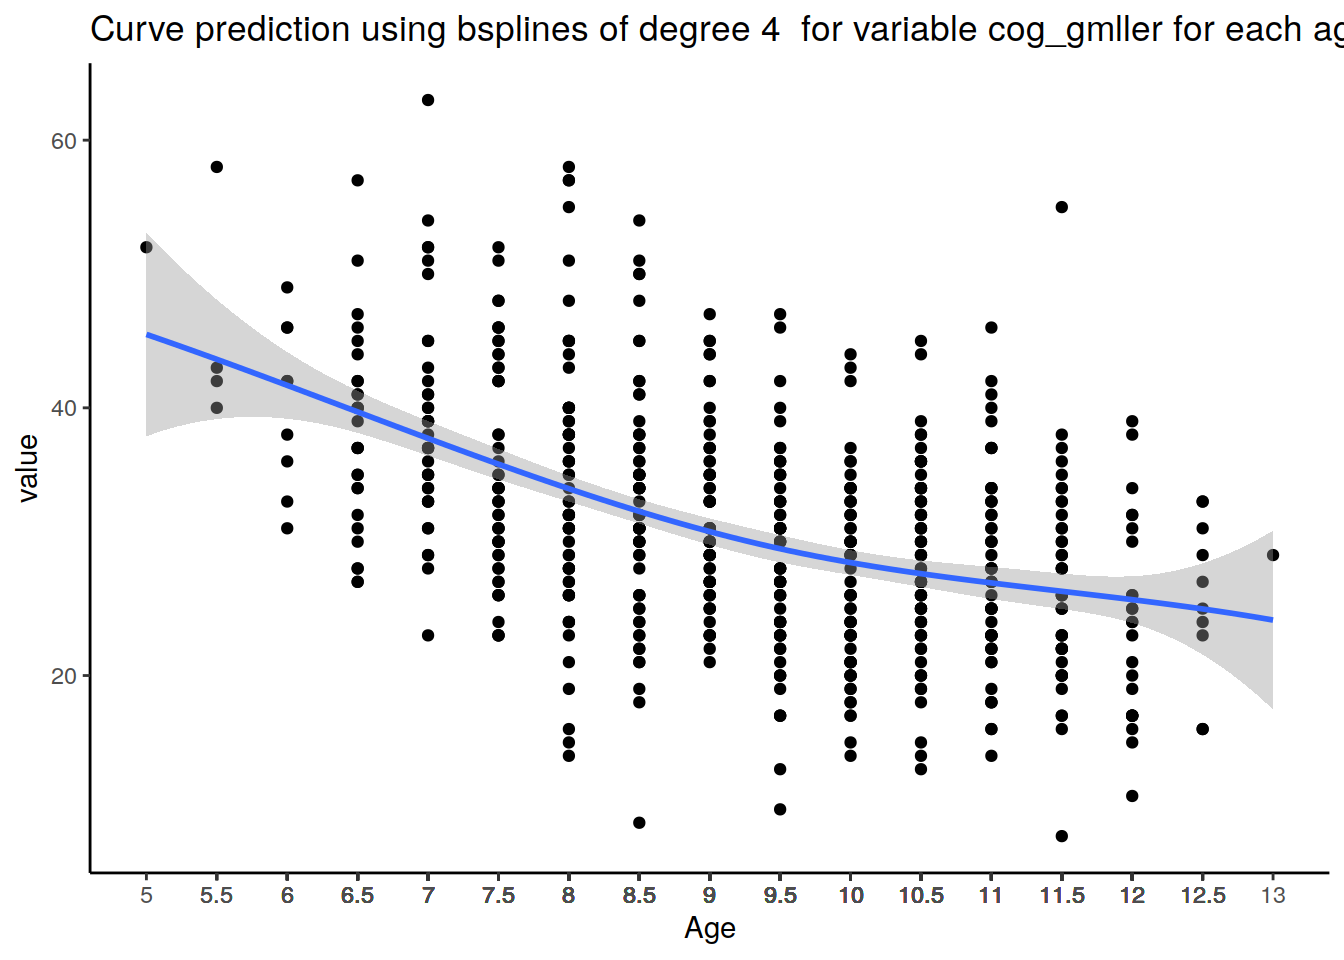 Curve prediction using bsplines of degree 4  for variable cog_gmller for each ag
60
40
20
value
5 5.5 6 6.5 7 7.5 8 8.5 9 9.5 10 10.5 11 11.5 12 12.5 13
Age